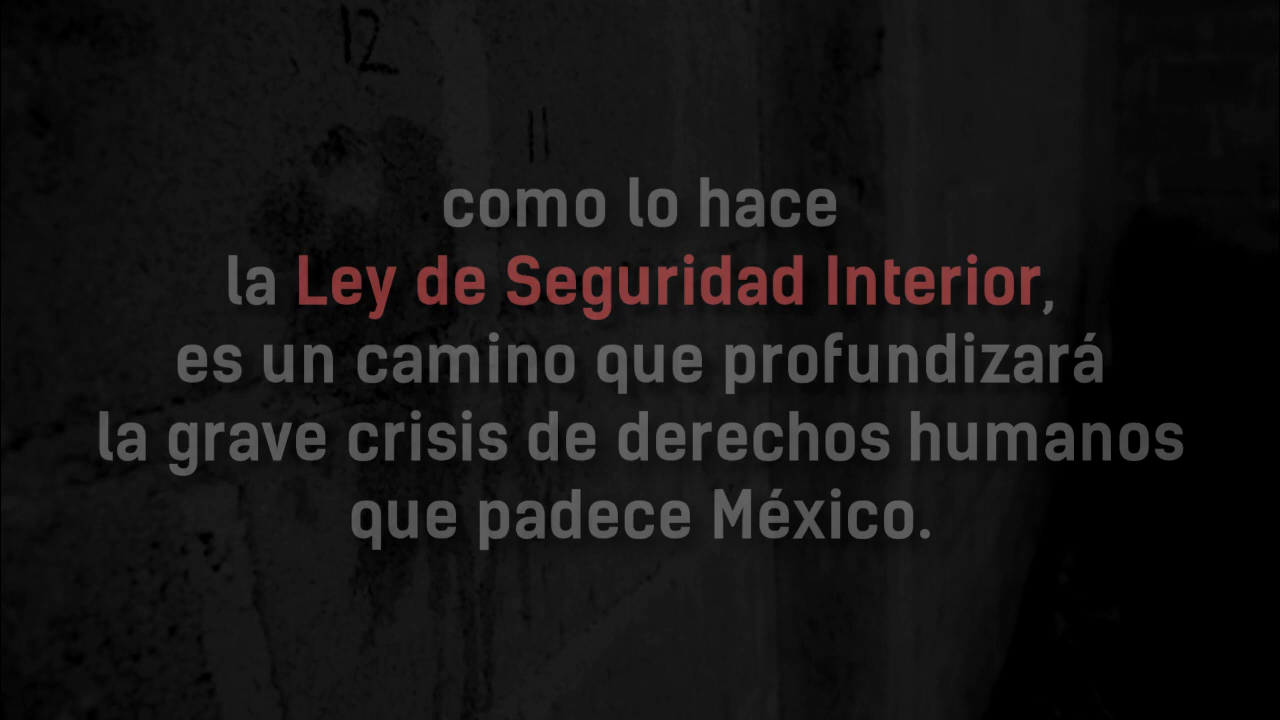 12
11
como lo hace
la Ley de Seguridad Interior,
es un camino que profundizará
la grave crisis de derechos humanos
que padece México.